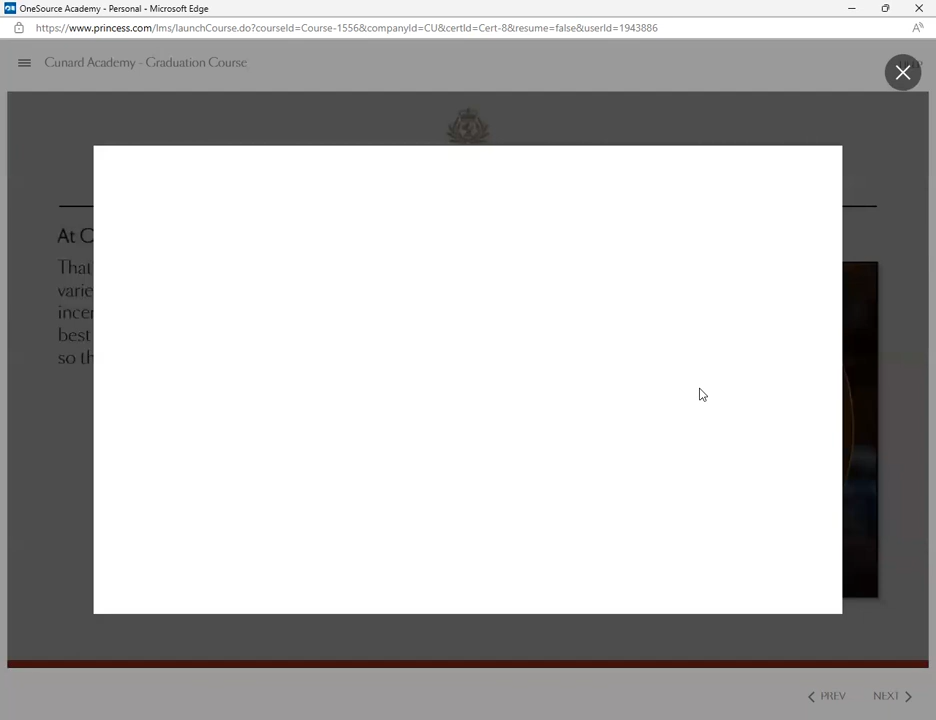 OneSource Academy - Personal - Microsoft Edge
https://www.princess.com/lms/launchCourse.do?courseId=Course-1556&companyId=CU&certId=Cert-8&resume=false&userId=1943886
Cunard Academy - Graduation Course
At C
That
varie
incer
best
so th
PREV
NEXT